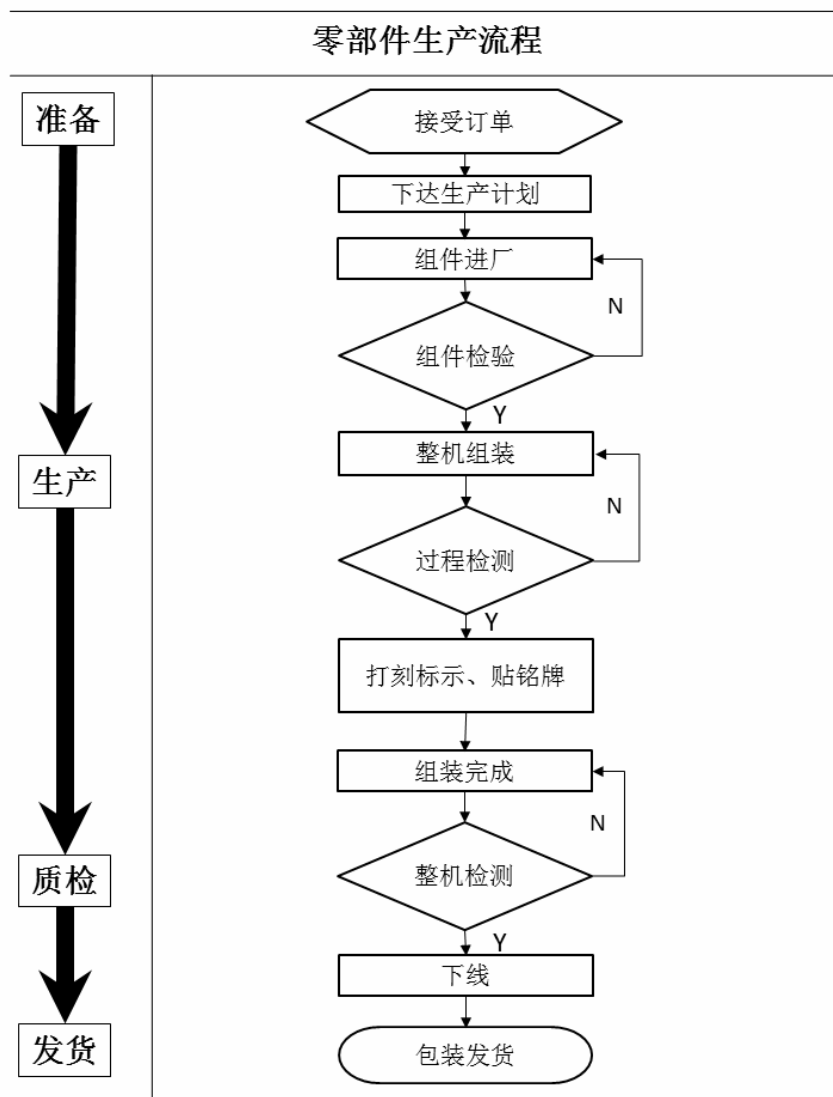 零部件生产流程
准备
接受订单
下达生产计划
组件进厂
N
组件检验
Y
生产
整机组装
N
过程检测
Y
打刻标示、贴铭牌
组装完成
N
质检
整机检测
Y
下线
发货
包装发货